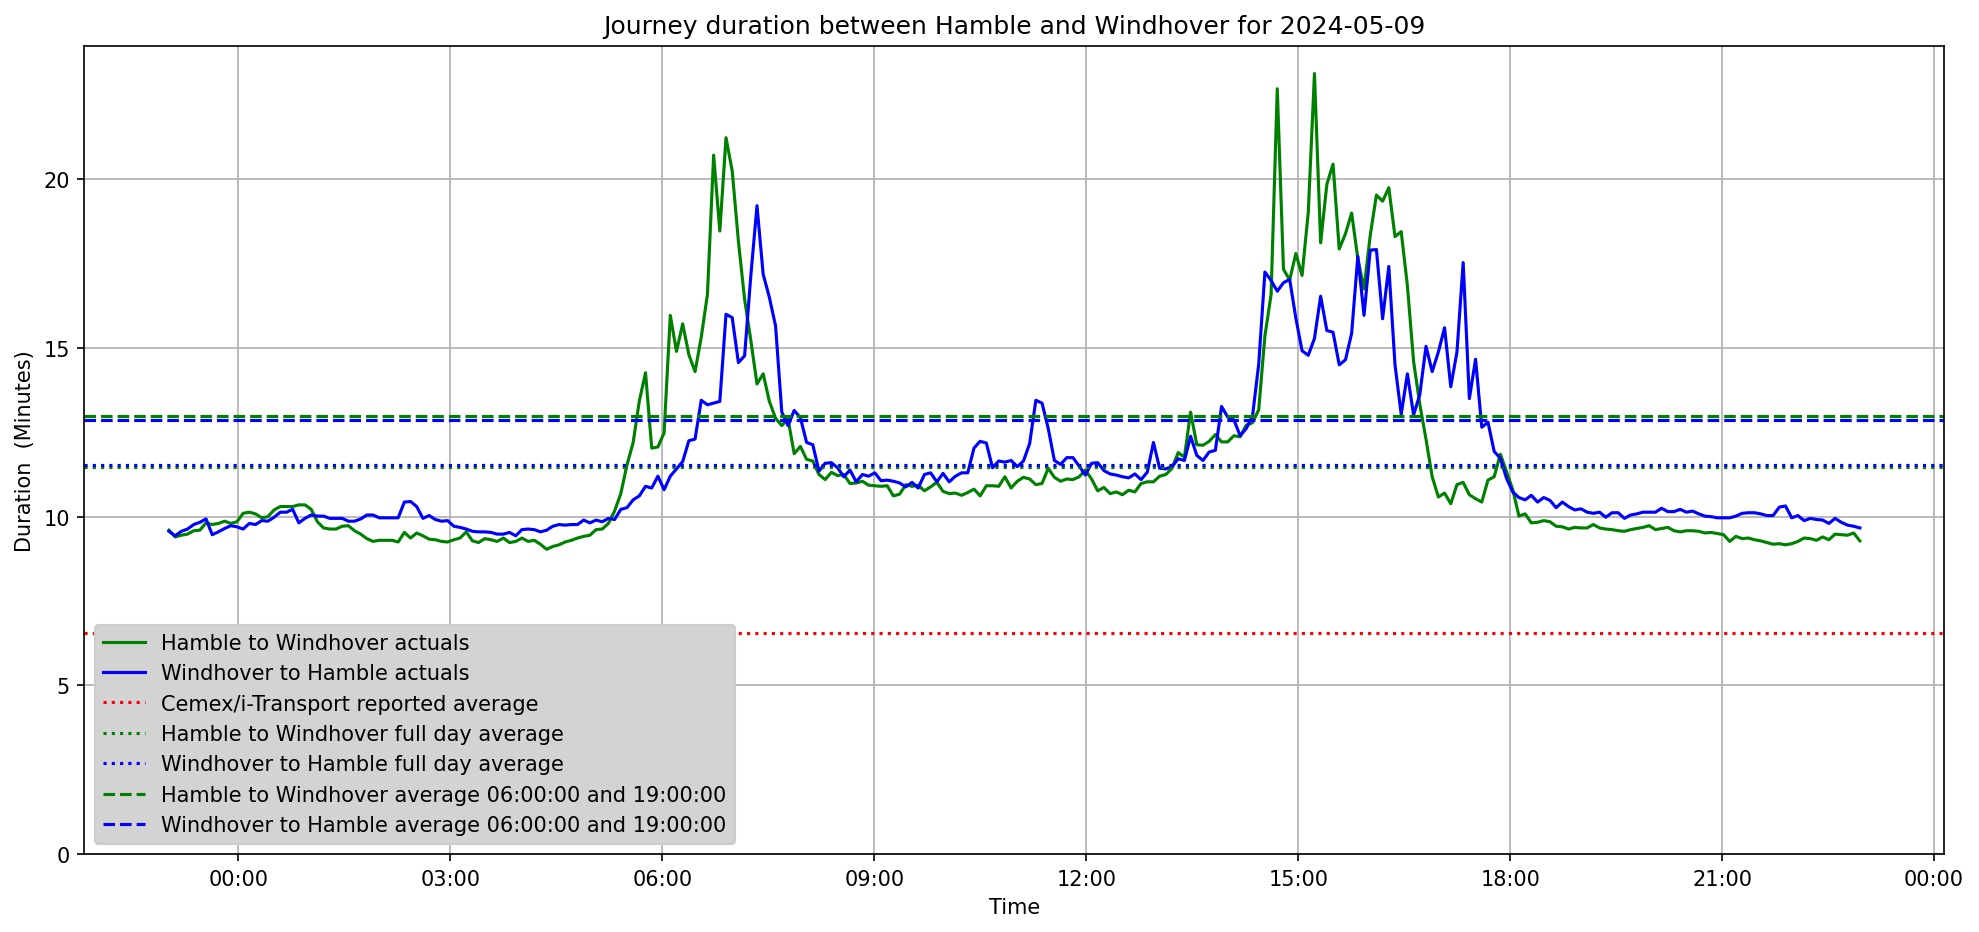 Journey duration between Hamble and Windhover for 2024-05-09
Duration  (Minutes)
20
15
10
5
0
Hamble to Windhover actuals
Windhover to Hamble actuals
Cemex/i-Transport reported average
Hamble to Windhover full day average
Windhover to Hamble full day average
Hamble to Windhover average 06:00:00 and 19:00:00
Windhover to Hamble average 06:00:00 and 19:00:00
00:00 03:00 06:00 09:00 12:00 15:00 18:00 21:00 00:00
Time